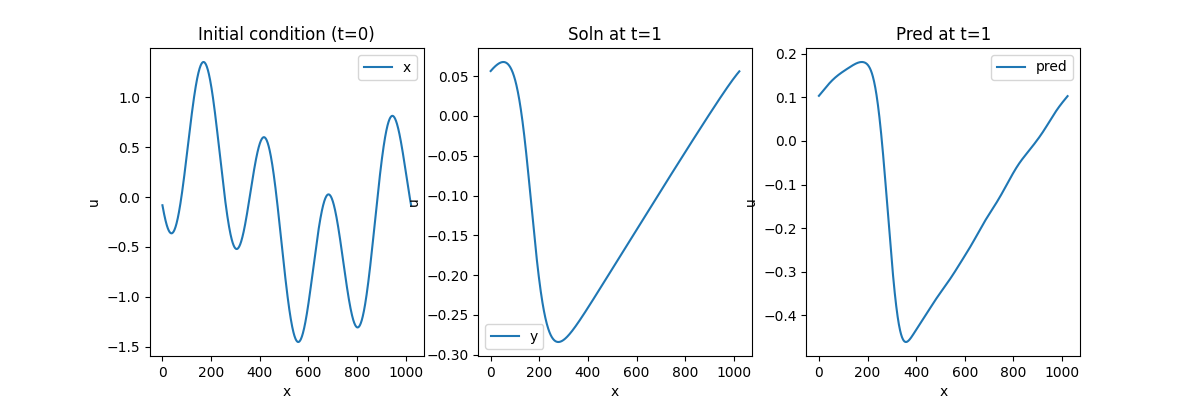 Initial condition (t=0)
1.0
0.5
0.0
−0.5
−1.0
−1.5
u
x
0 200 400 600 800 1000
x
Soln at t=1
0.05
0.00
−0.05
−0.10
−0.15
−0.20
−0.25
−0.30
u
y
0 200 400 600 800 1000
x
Pred at t=1
0.2
0.1
0.0
−0.1
−0.2
−0.3
−0.4
u
pred
0 200 400 600 800 1000
x